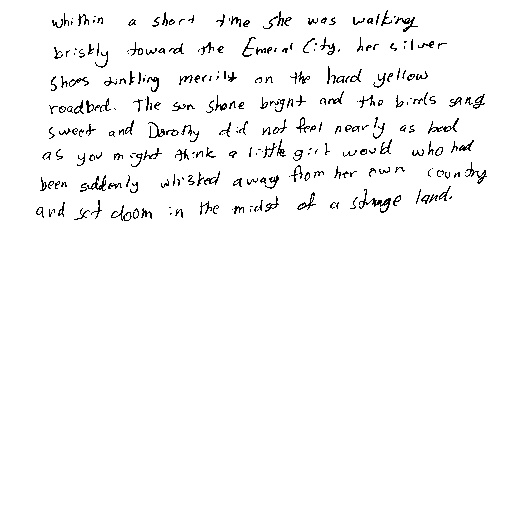 whithin a short time she was walking
briskly toward the Emeral City, her silver
shoes tinkling merrily on the hard yellow
roadbed. The sun shone bright and the birds sang
sweet and Dorothy did not feel nearly as bad
as you might think a little girl would who had
been suddenly whisked away from her own country
and set doom in the midst of a strage land.